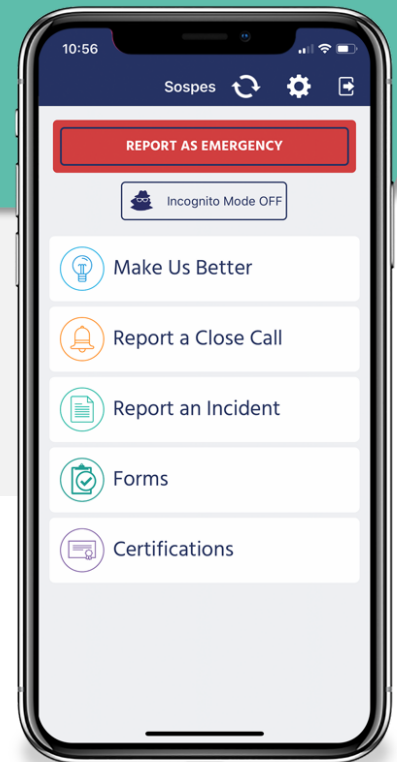 10:56
Sospes
REPORT AS EMERGENCY
Incognito Mode OFF
Make Us Better
Report a Close Call
Report an Incident
Forms
Certifications